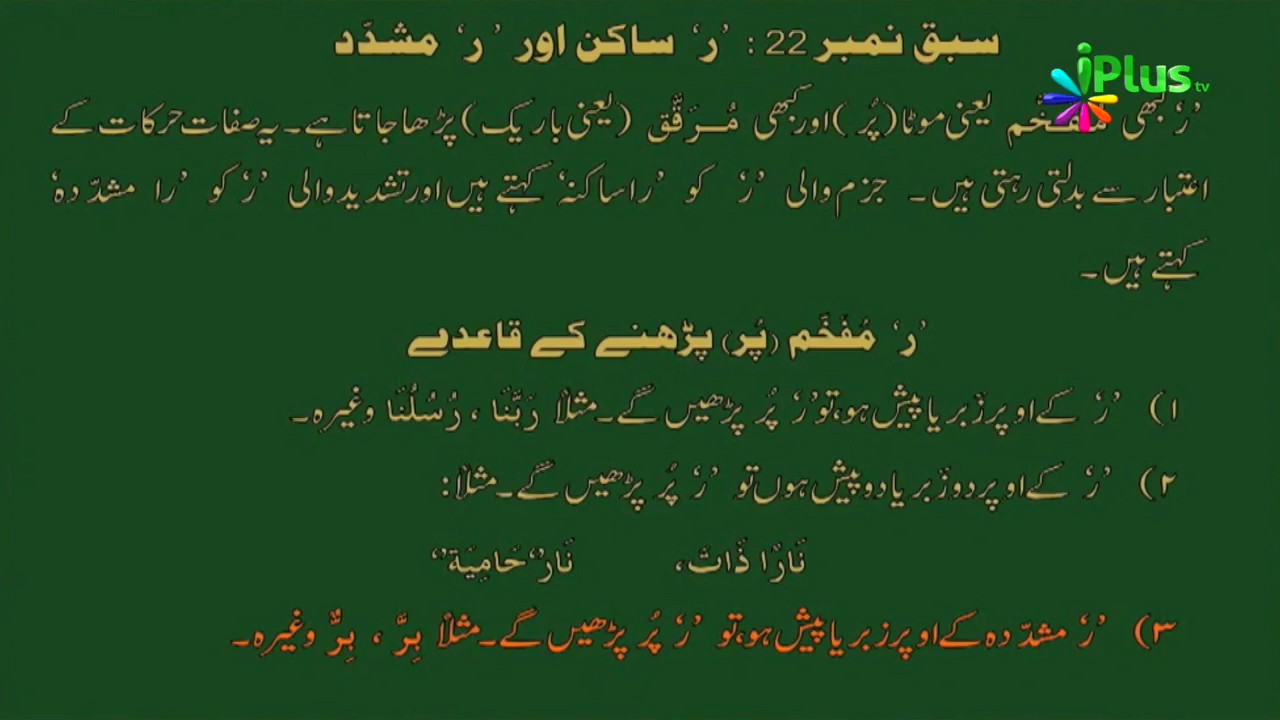 سبق نمبر 22 : ’ر‘ ساکن اور ’ر‘ مشدّد
iPlus tv
’ر‘ کبھی مُفَخَّم یعنی موٹا (پُر) اور کبھی مُرَقَّق (یعنی باریک) پڑھا جاتا ہے۔ یہ صفات حرکات کے
اعتبار سے بدلتی رہتی ہیں۔ جزم والی ’ر‘ کو ’را ساکنہ‘ کہتے ہیں اور تشدید والی ’ر‘ کو ’را مشدّدہ‘
کہتے ہیں۔
’ر‘ مُفَخَّم (پُر) پڑھنے کے قاعدے
۱) ’ر‘ کے اوپر زبر یا پیش ہو، تو ’ر‘ پُر پڑھیں گے۔ مثلاً رَبَّنَا ، رُسُلُنَا وغیرہ۔
۲) ’ر‘ کے اوپر دو زبر یا دو پیش ہوں تو ’ر‘ پُر پڑھیں گے۔ مثلاً:
نَارًا ذَاتَ، نَار’‘ حَامِیَة’‘
۳) ’ر‘ مشدّدہ کے اوپر زبر یا پیش ہو، تو ’ر‘ پُر پڑھیں گے۔ مثلاً بِرَّ ، بِرٌّ وغیرہ۔